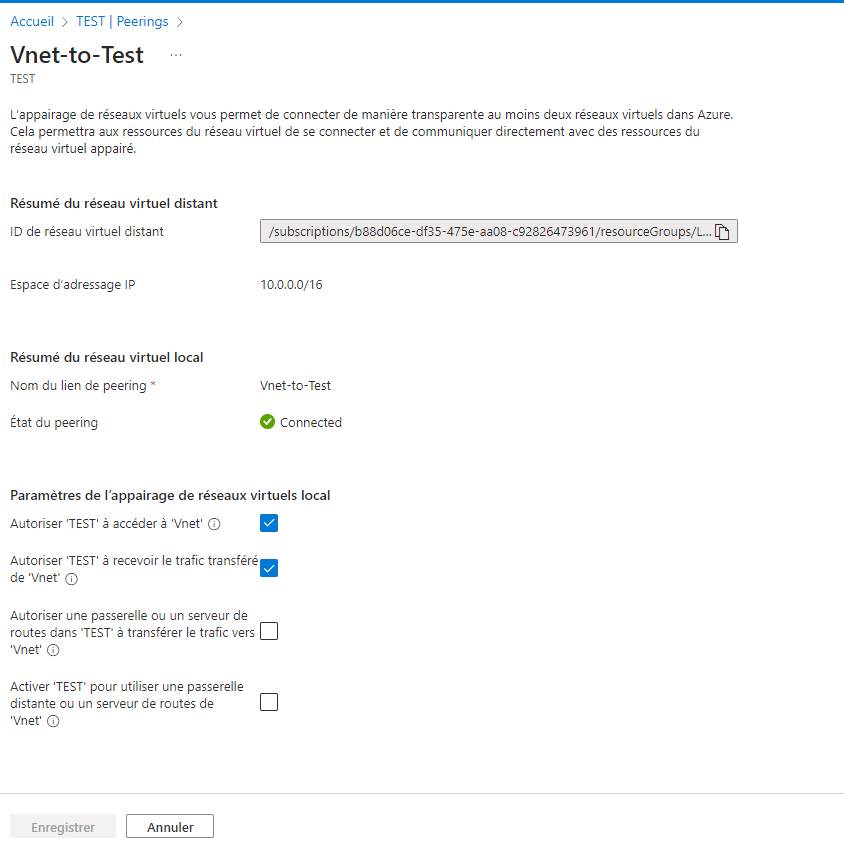 Accueil > TEST | Peerings >
Vnet-to-Test ...
TEST
L'appairage de réseaux virtuels vous permet de connecter de manière transparente au moins deux réseaux virtuels dans Azure.
Cela permettra aux ressources du réseau virtuel de se connecter et de communiquer directement avec des ressources du
réseau virtuel appairé.
Résumé du réseau virtuel distant
ID de réseau virtuel distant /subscriptions/b88d06ce-df35-475e-aa08-c92826473961/resourceGroups/L...
Espace d'adressage IP 10.0.0.0/16
Résumé du réseau virtuel local
Nom du lien de peering * Vnet-to-Test
État du peering Connected
Paramètres de l'appairage de réseaux virtuels local
Autoriser 'TEST' à accéder à 'Vnet'
Autoriser 'TEST' à recevoir le trafic transféré
de 'Vnet'
Autoriser une passerelle ou un serveur de
routes dans 'TEST' à transférer le trafic vers
'Vnet'
Activer 'TEST' pour utiliser une passerelle
distante ou un serveur de routes de
'Vnet'
Enregistrer Annuler